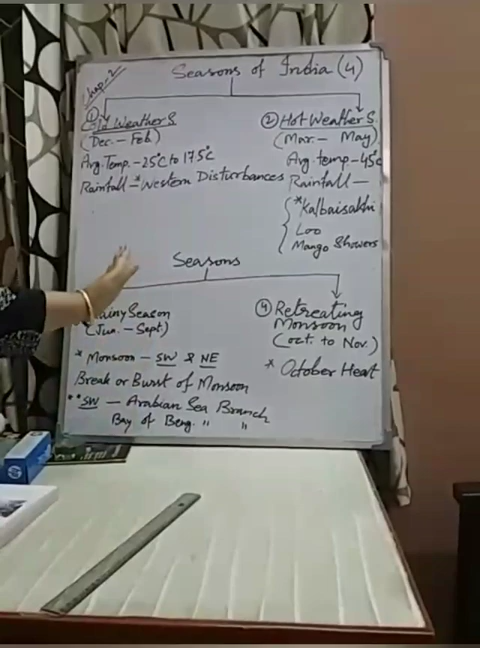 Chap-2
Seasons of India (4)
① Cold Weather S
(Dec. - Feb.)
Avg. Temp. - 25°C to 17.5°C
Rainfall - *Western Disturbances
② Hot Weather S.
(Mar. - May)
Avg. temp - 45°C
Rainfall -
*Kalbaisakhi
Loo
Mango Showers
Seasons
ainy Season
(Jun. - Sept.)
* Monsoon - SW & NE
Break or Burst of Monsoon
** SW - Arabian Sea Branch
Bay of Beng. " "
④ Retreating
Monsoon
(oct. to Nov.)
* October Heat